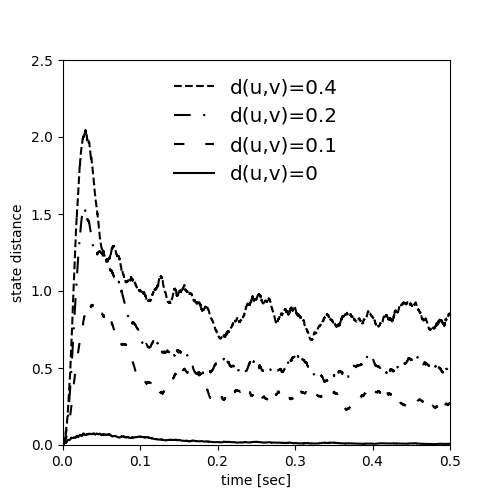 2.5
2.0
1.5
1.0
0.5
0.0
state distance
d(u,v)=0.4
d(u,v)=0.2
d(u,v)=0.1
d(u,v)=0
0.0 0.1 0.2 0.3 0.4 0.5
time [sec]